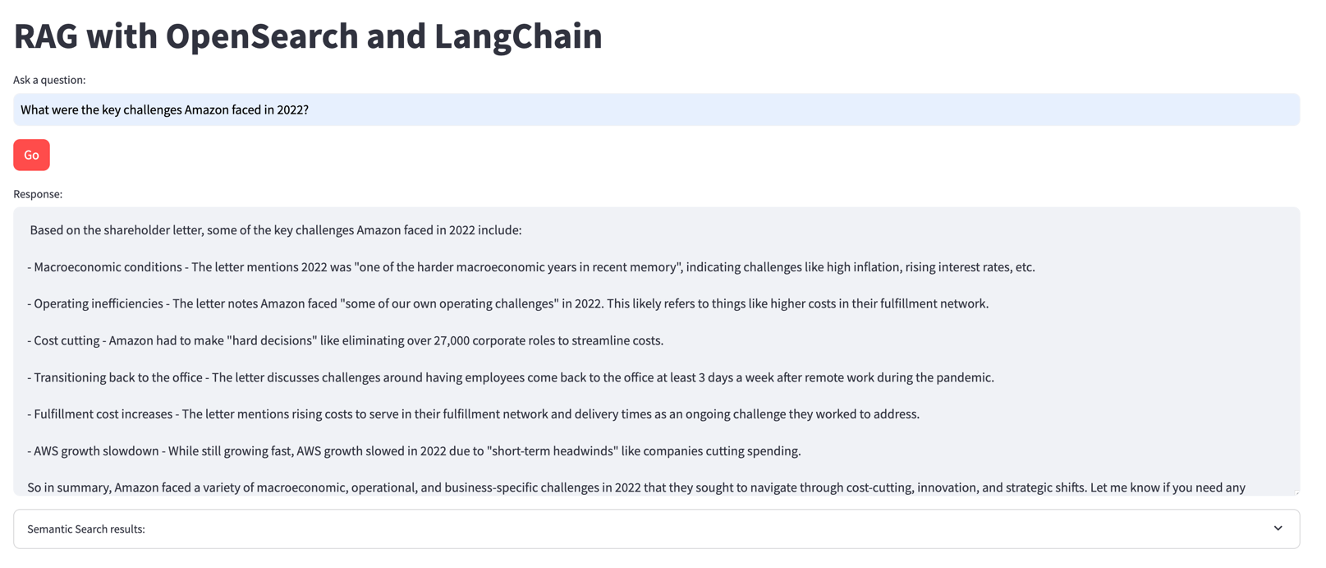 RAG with OpenSearch and LangChain
Ask a question:
What were the key challenges Amazon faced in 2022?
Go
Response:
Based on the shareholder letter, some of the key challenges Amazon faced in 2022 include:
- Macroeconomic conditions - The letter mentions 2022 was "one of the harder macroeconomic years in recent memory", indicating challenges like high inflation, rising interest rates, etc.
- Operating inefficiencies - The letter notes Amazon faced "some of our own operating challenges" in 2022. This likely refers to things like higher costs in their fulfillment network.
- Cost cutting - Amazon had to make "hard decisions" like eliminating over 27,000 corporate roles to streamline costs.
- Transitioning back to the office - The letter discusses challenges around having employees come back to the office at least 3 days a week after remote work during the pandemic.
- Fulfillment cost increases - The letter mentions rising costs to serve in their fulfillment network and delivery times as an ongoing challenge they worked to address.
- AWS growth slowdown - While still growing fast, AWS growth slowed in 2022 due to "short-term headwinds" like companies cutting spending.
So in summary, Amazon faced a variety of macroeconomic, operational, and business-specific challenges in 2022 that they sought to navigate through cost-cutting, innovation, and strategic shifts. Let me know if you need any
Semantic Search results: